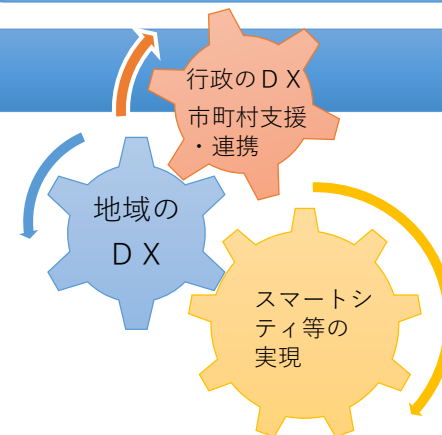 行政のＤＸ
市町村支援
・連携
地域の
ＤＸ
スマートシ
ティ等の
実現